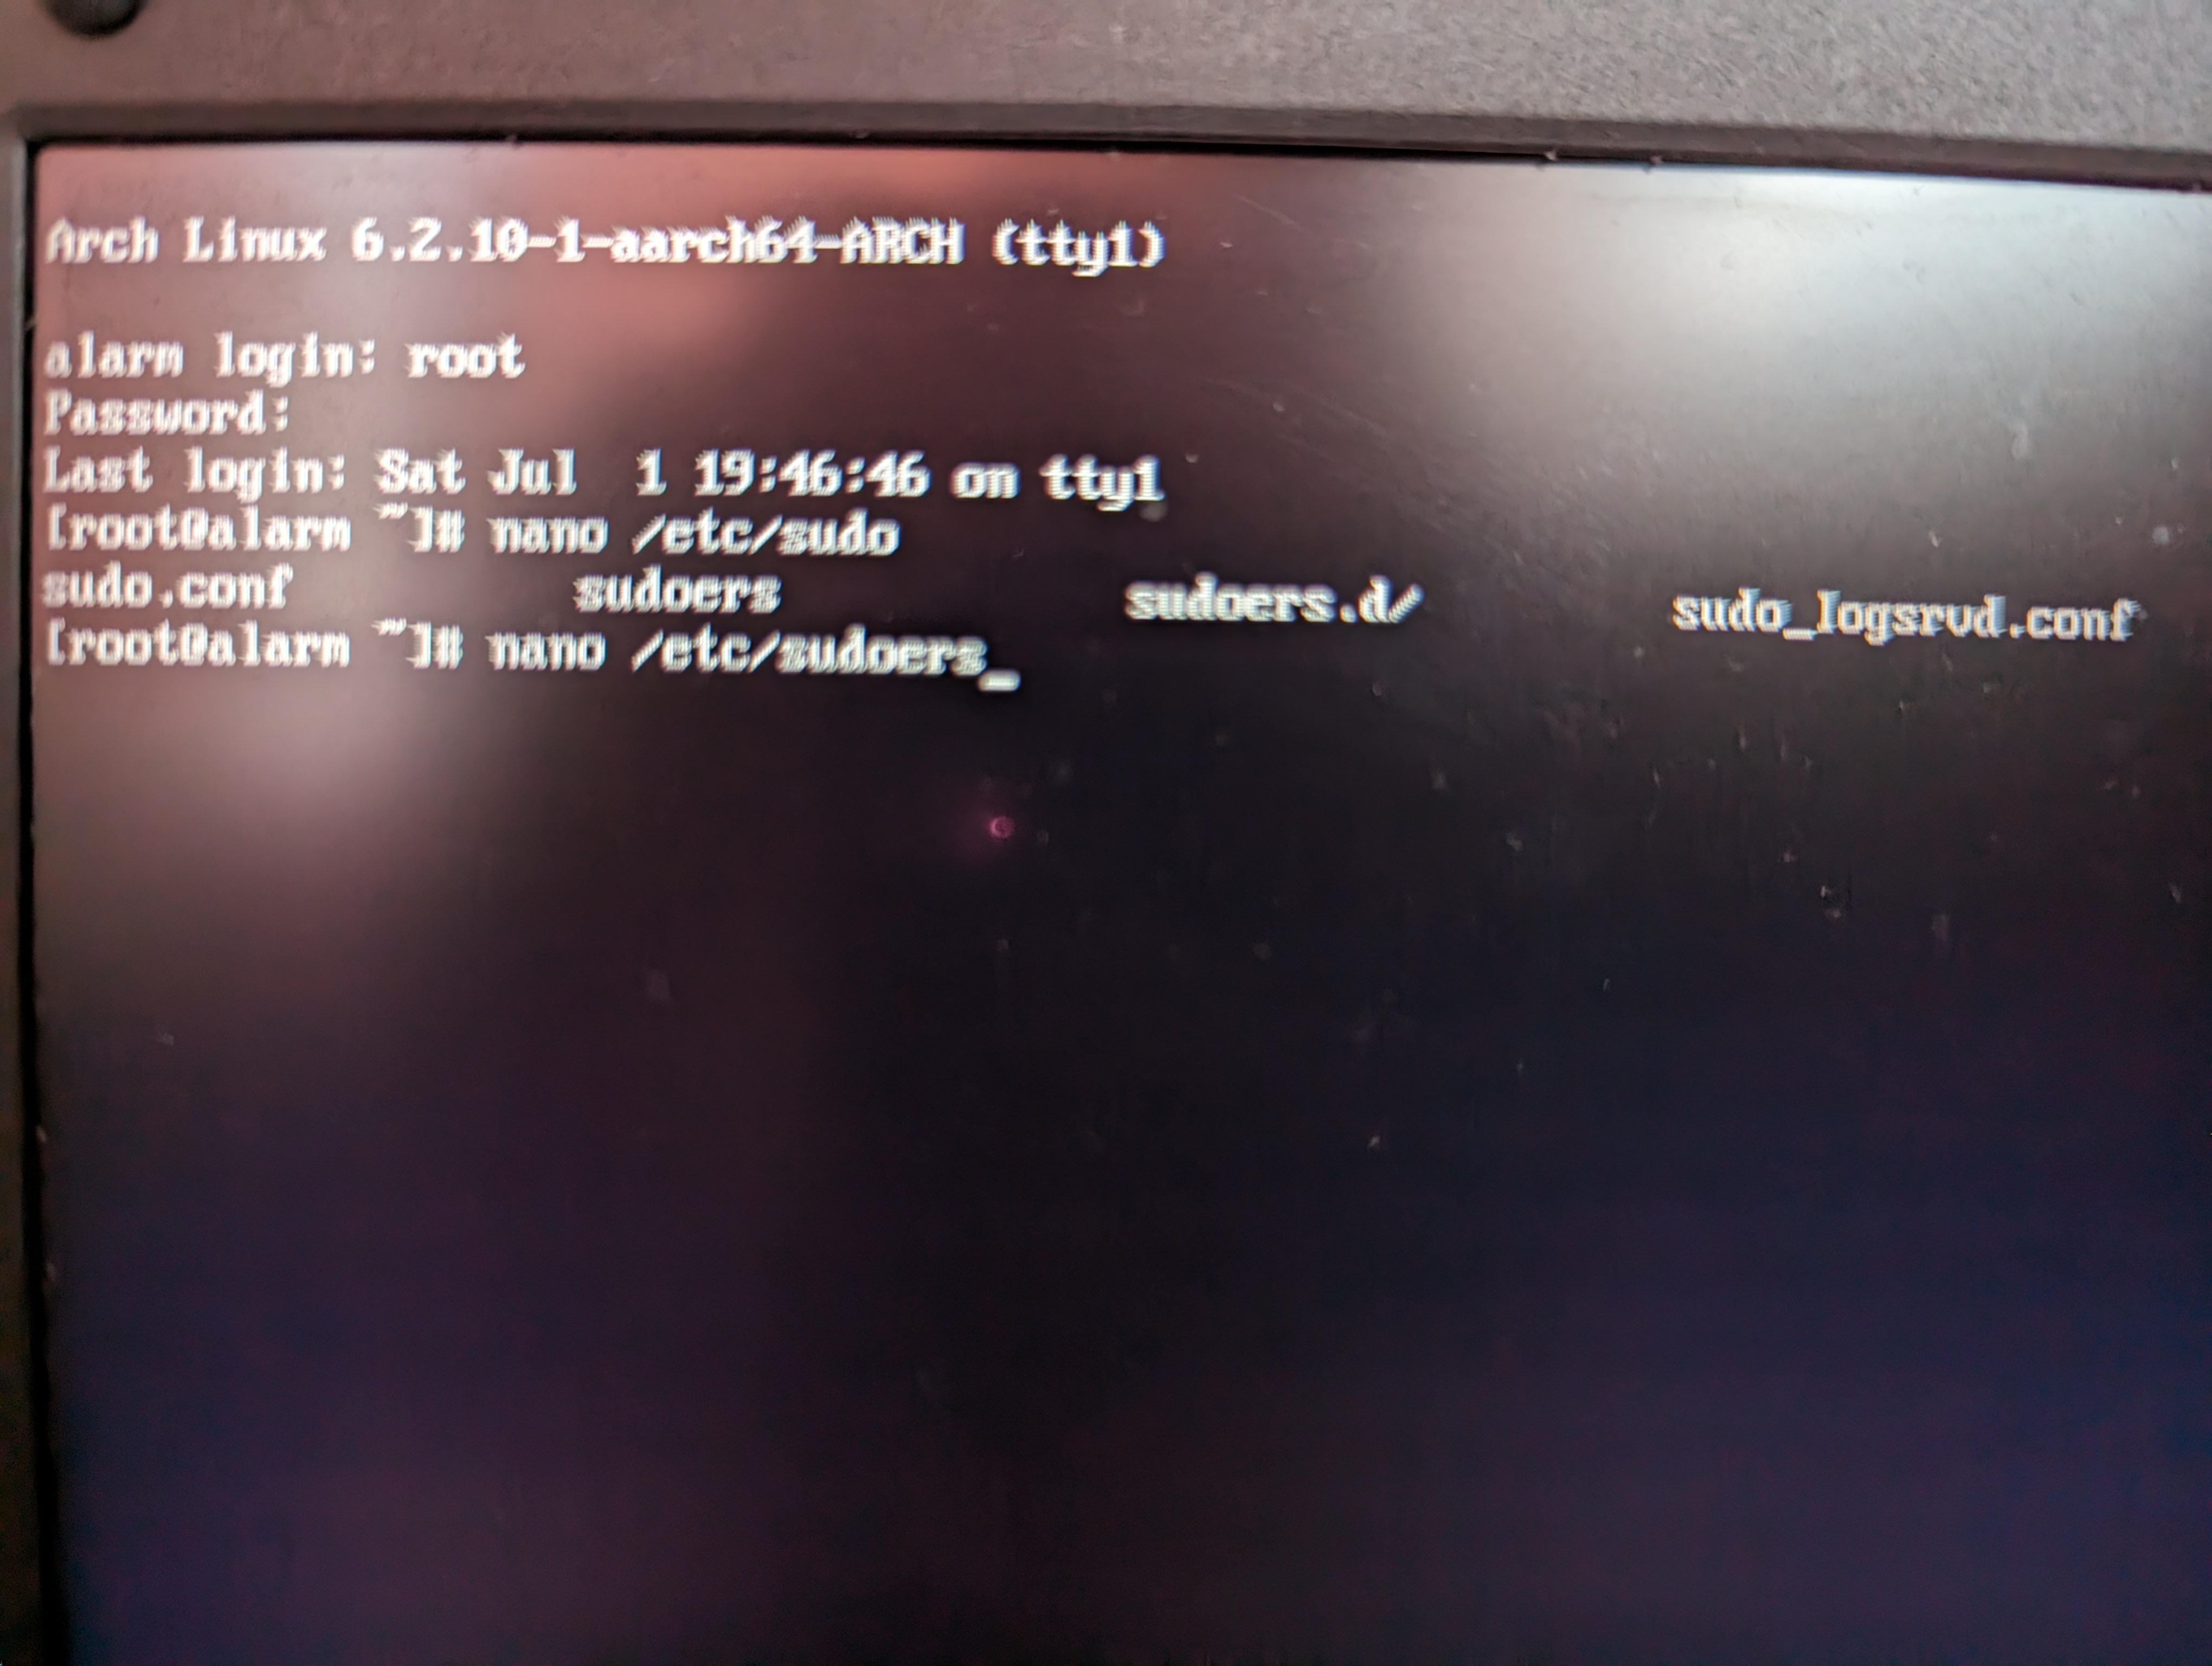 Arch Linux 6.2.10-1-aarch64-ARCH (tty1)
alarm login: root
Password:
Last login: Sat Jul  1 19:46:46 on tty1
[root@alarm ~]# nano /etc/sudo
sudo.conf sudoers sudoers.d/ sudo_logsrvd.conf
[root@alarm ~]# nano /etc/sudoers_